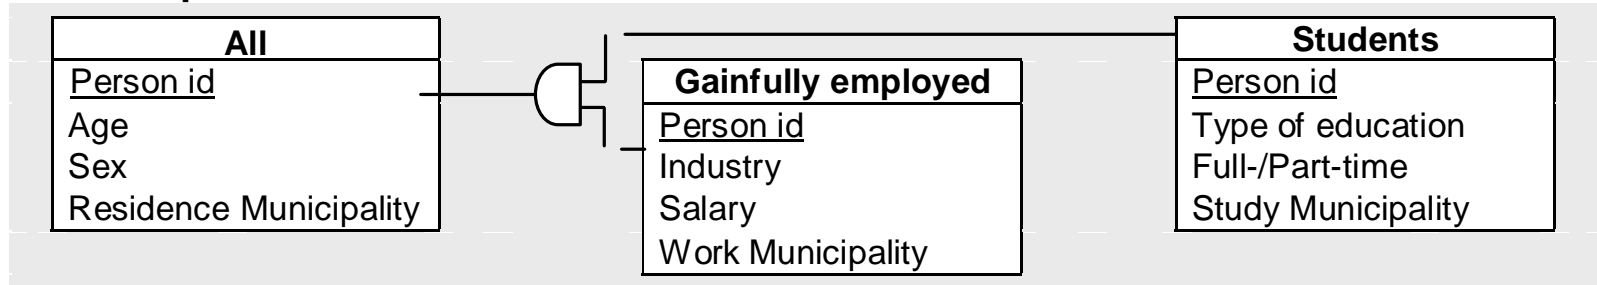 All
Person id
Age
Sex
Residence Municipality
Gainfully employed
Person id
Industry
Salary
Work Municipality
Students
Person id
Type of education
Full-/Part-time
Study Municipality